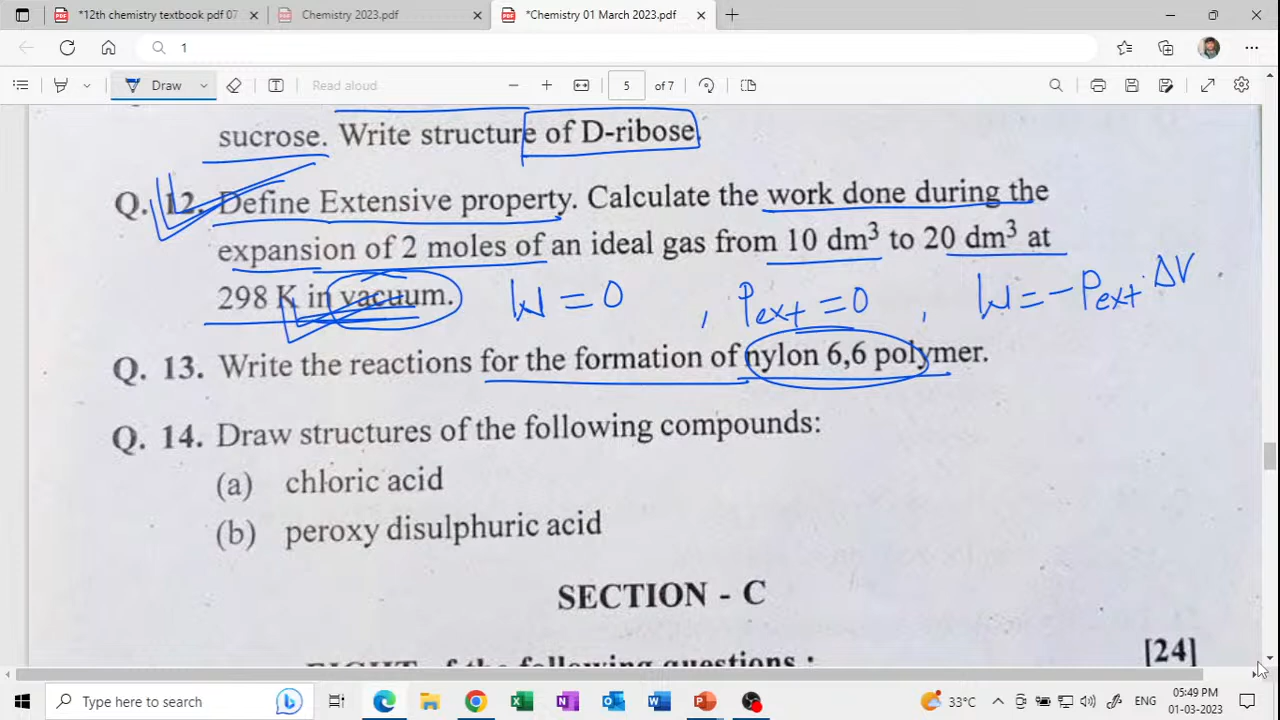 *12th chemistry textbook pdf 07
Chemistry 2023.pdf
*Chemistry 01 March 2023.pdf
1
Draw
Read aloud
5
of 7
sucrose. Write structure of D-ribose.
Q. 12. Define Extensive property. Calculate the work done during the
expansion of 2 moles of an ideal gas from 10 dm³ to 20 dm³ at
298 K in vacuum. W = 0 , Pext = 0 , W = - Pext ΔV
Q. 13. Write the reactions for the formation of nylon 6,6 polymer.
Q. 14. Draw structures of the following compounds:
(a) chloric acid
(b) peroxy disulphuric acid
SECTION - C
[24]
of the following questions :
Type here to search
33°C
ENG
05:49 PM
01-03-2023